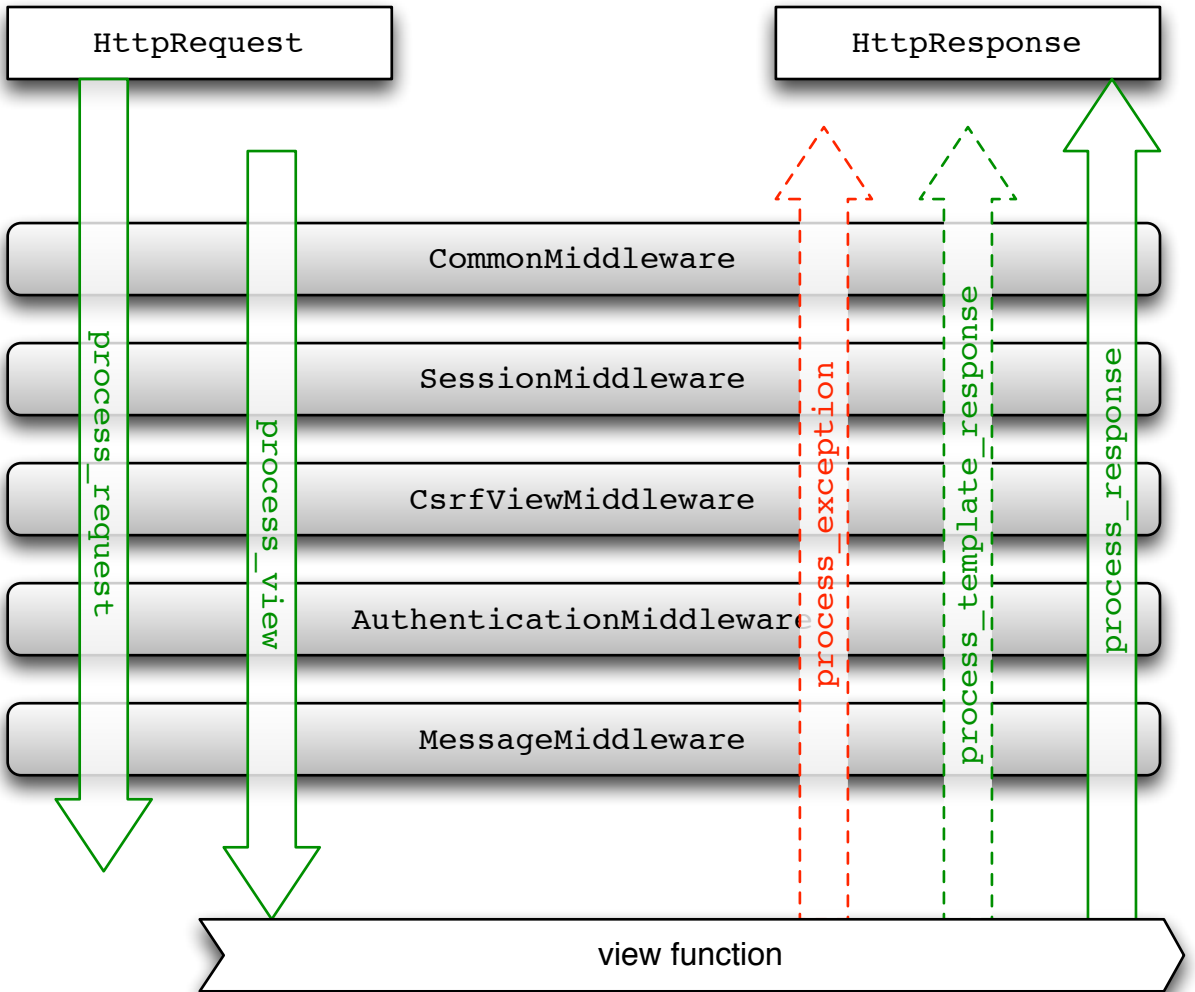 HttpRequest
HttpResponse
CommonMiddleware
SessionMiddleware
CsrfViewMiddleware
AuthenticationMiddleware
MessageMiddleware
process_request
process_view
process_exception
process_template_response
process_response
view function